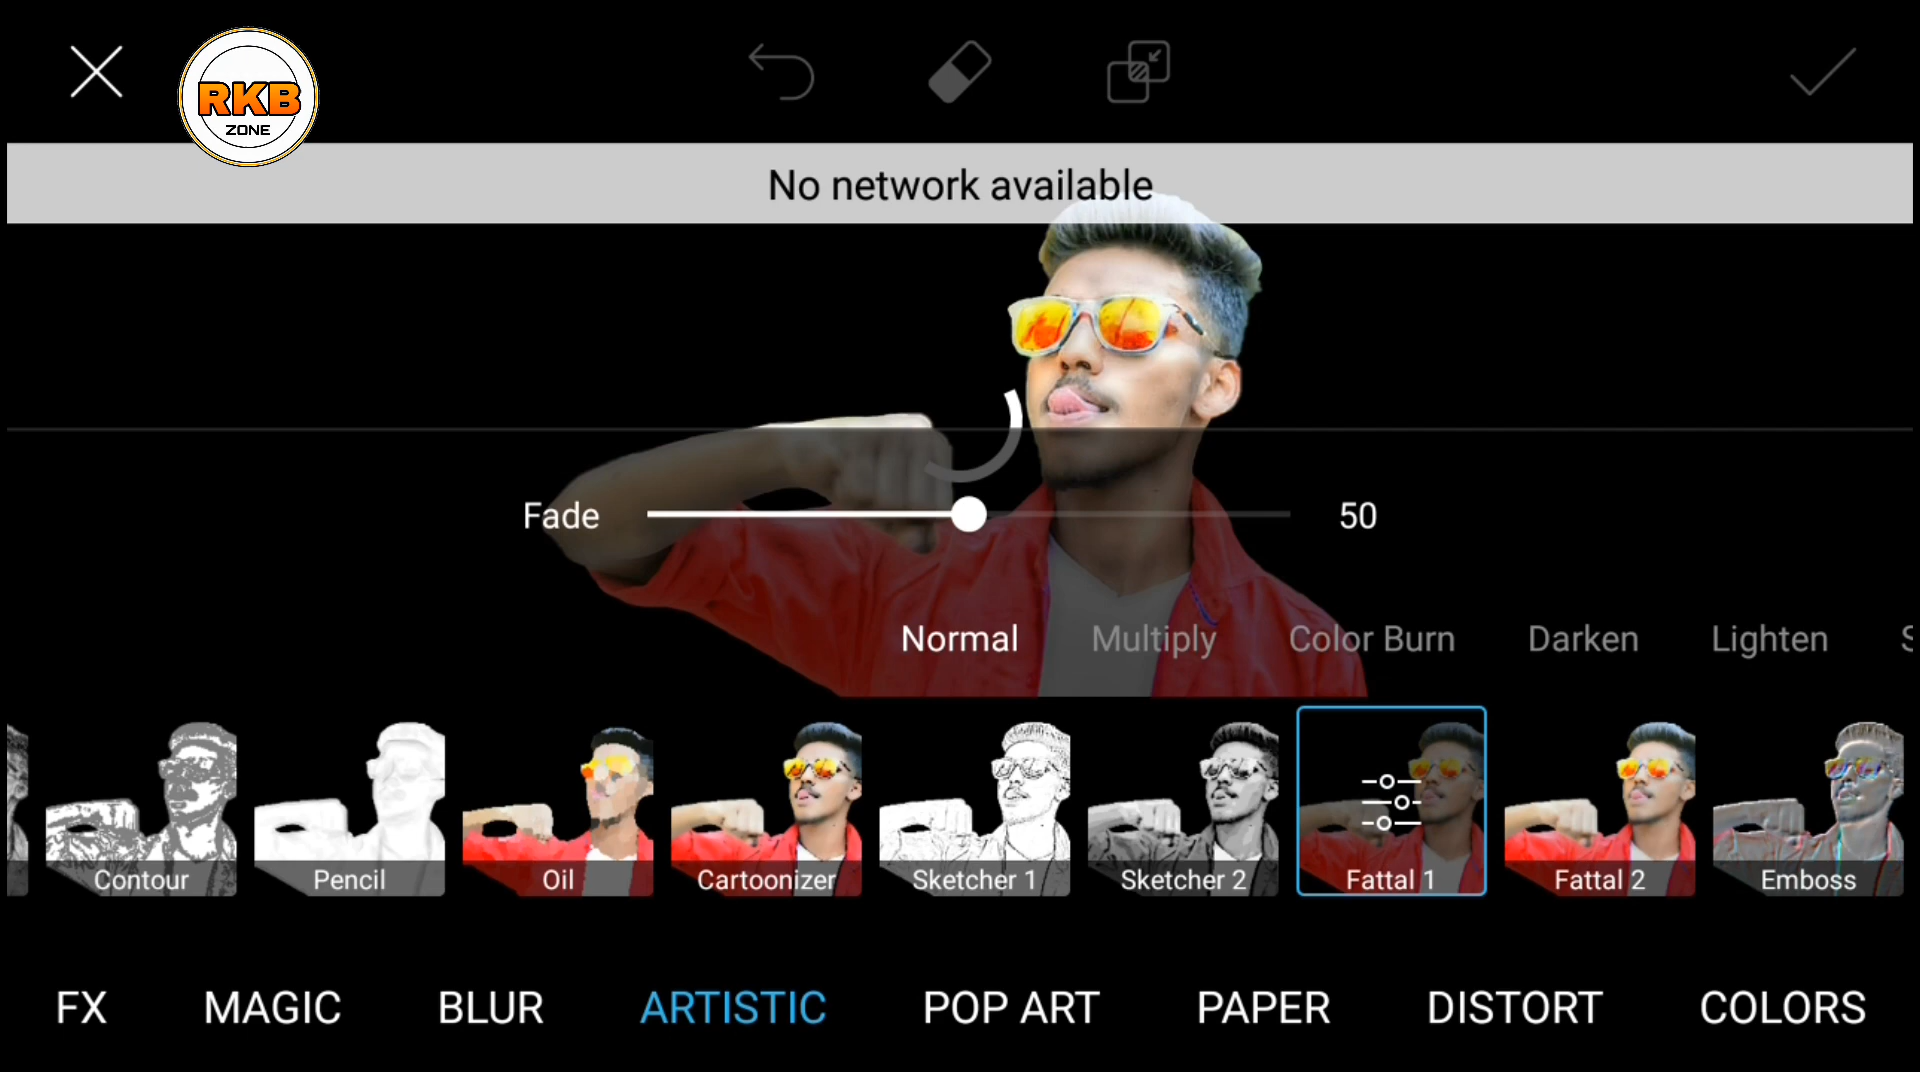 RKB
ZONE
No network available
Fade 50
Normal Multiply Color Burn Darken Lighten S
Contour Pencil Oil Cartoonizer Sketcher 1 Sketcher 2 Fattal 1 Fattal 2 Emboss
FX MAGIC BLUR ARTISTIC POP ART PAPER DISTORT COLORS